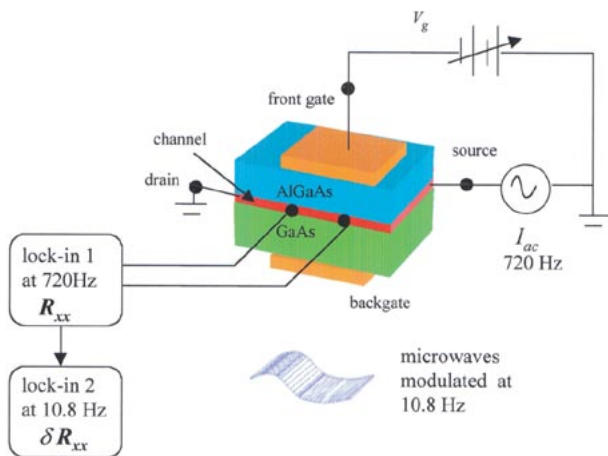 V_g
front gate
channel
source
drain
AlGaAs
GaAs
I_ac
720 Hz
lock-in 1
at 720Hz
R_xx
backgate
microwaves
modulated at
10.8 Hz
lock-in 2
at 10.8 Hz
δ R_xx